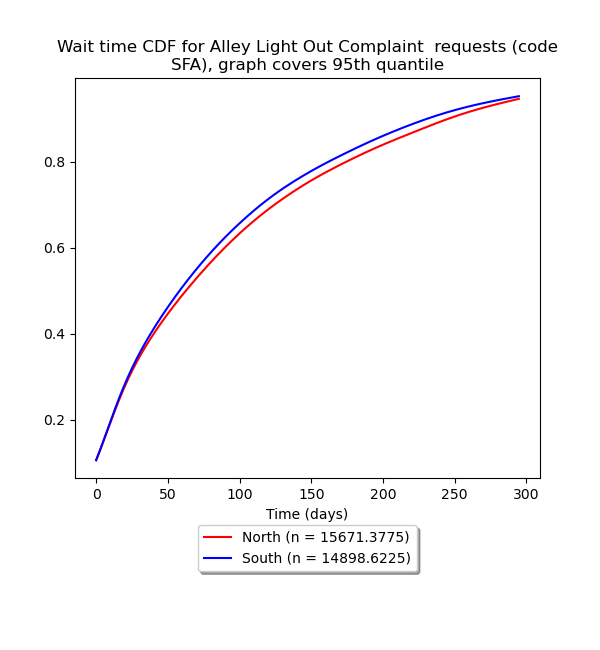 Wait time CDF for Alley Light Out Complaint  requests (code
SFA), graph covers 95th quantile
0.8
0.6
0.4
0.2
0 50 100 150 200 250 300
Time (days)
North (n = 15671.3775)
South (n = 14898.6225)